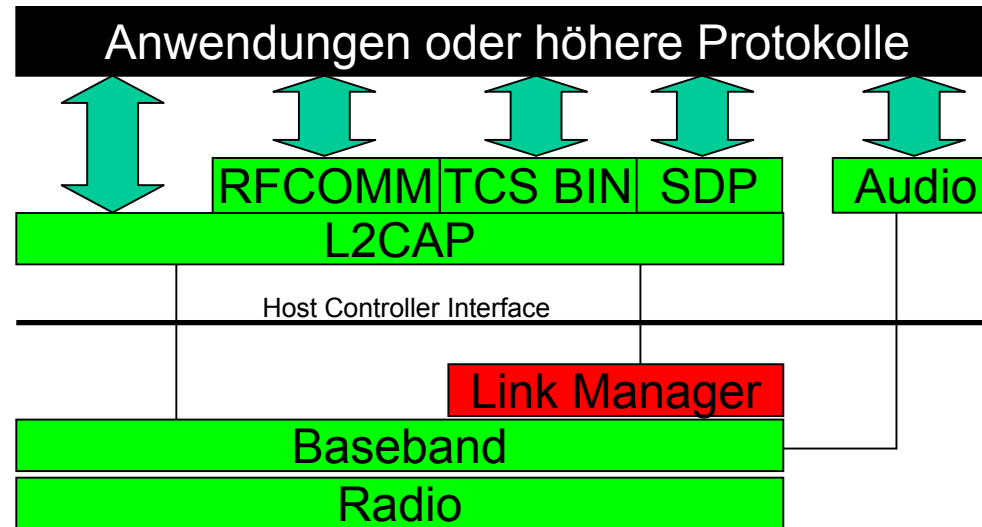 Anwendungen oder höhere Protokolle
RFCOMM TCS BIN SDP Audio
L2CAP
Host Controller Interface
Link Manager
Baseband
Radio